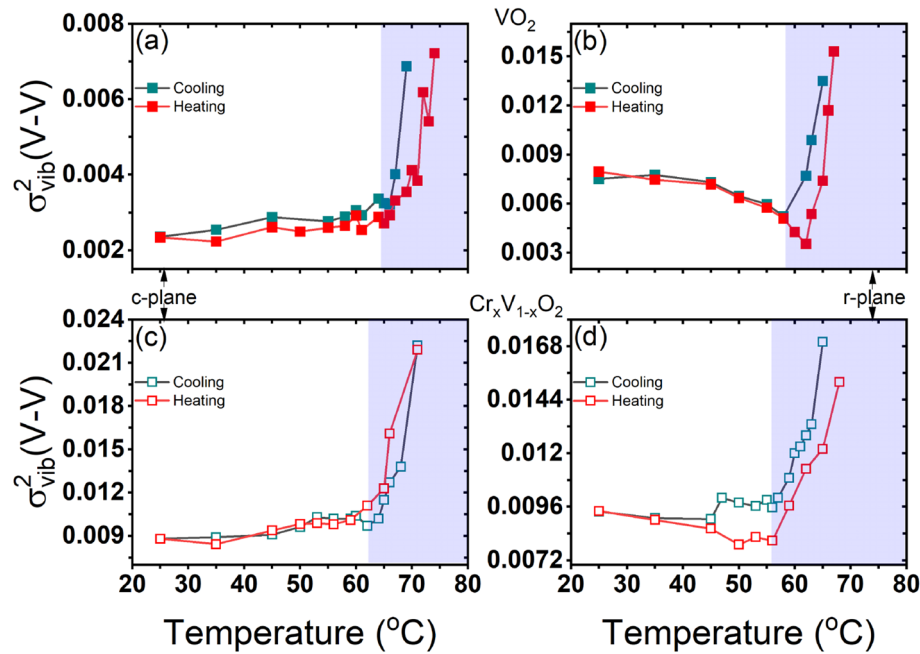 VO2
(a)
0.008
0.006
0.004
0.002
σ²vib(V-V)
Cooling
Heating
(b)
0.015
0.012
0.009
0.006
0.003
Cooling
Heating
c-plane
CrxV1-xO2
r-plane
(c)
0.024
0.021
0.018
0.015
0.012
0.009
σ²vib(V-V)
Cooling
Heating
20 30 40 50 60 70 80
Temperature (oC)
(d)
0.0168
0.0144
0.012
0.0096
0.0072
Cooling
Heating
20 30 40 50 60 70 80
Temperature (oC)